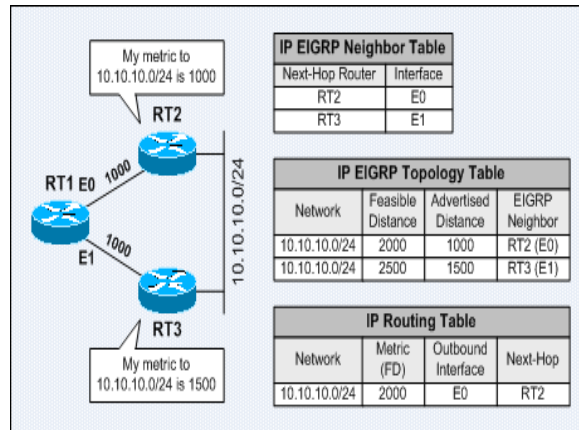 My metric to
10.10.10.0/24 is 1000
RT2
RT1 E0
1000
1000
E1
RT3
10.10.10.0/24
My metric to
10.10.10.0/24 is 1500
IP EIGRP Neighbor Table
Next-Hop Router Interface
RT2 E0
RT3 E1
IP EIGRP Topology Table
Network Feasible Distance Advertised Distance EIGRP Neighbor
10.10.10.0/24 2000 1000 RT2 (E0)
10.10.10.0/24 2500 1500 RT3 (E1)
IP Routing Table
Network Metric (FD) Outbound Interface Next-Hop
10.10.10.0/24 2000 E0 RT2